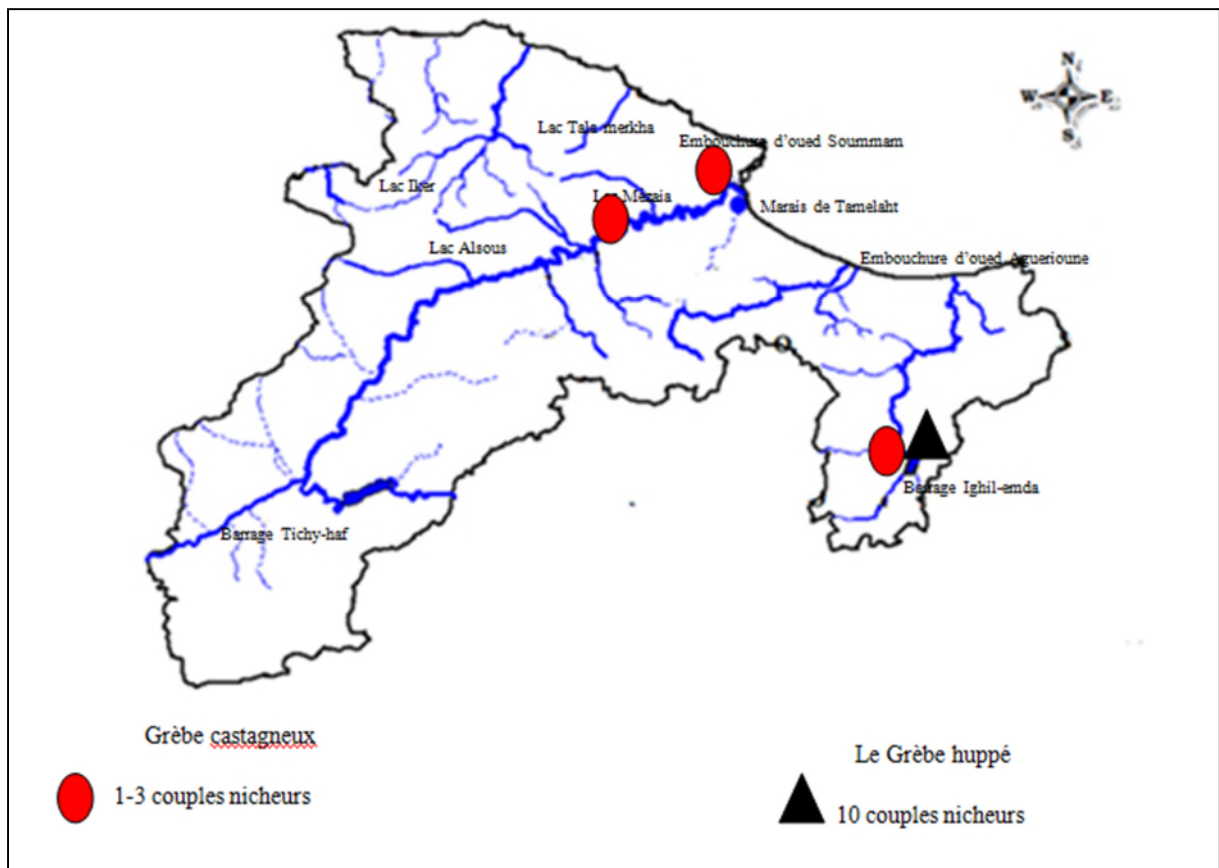 N
W E
S
Lac Tala merkha
Embouchure d'oued Soummam
Lac Iker
Lac Mézaia
Marais de Tamelaht
Lac Alsous
Embouchure d'oued Aguerioune
Barrage Ighil-emda
Barrage Tichy-haf
Grèbe castagneux
1-3 couples nicheurs
Le Grèbe huppé
10 couples nicheurs